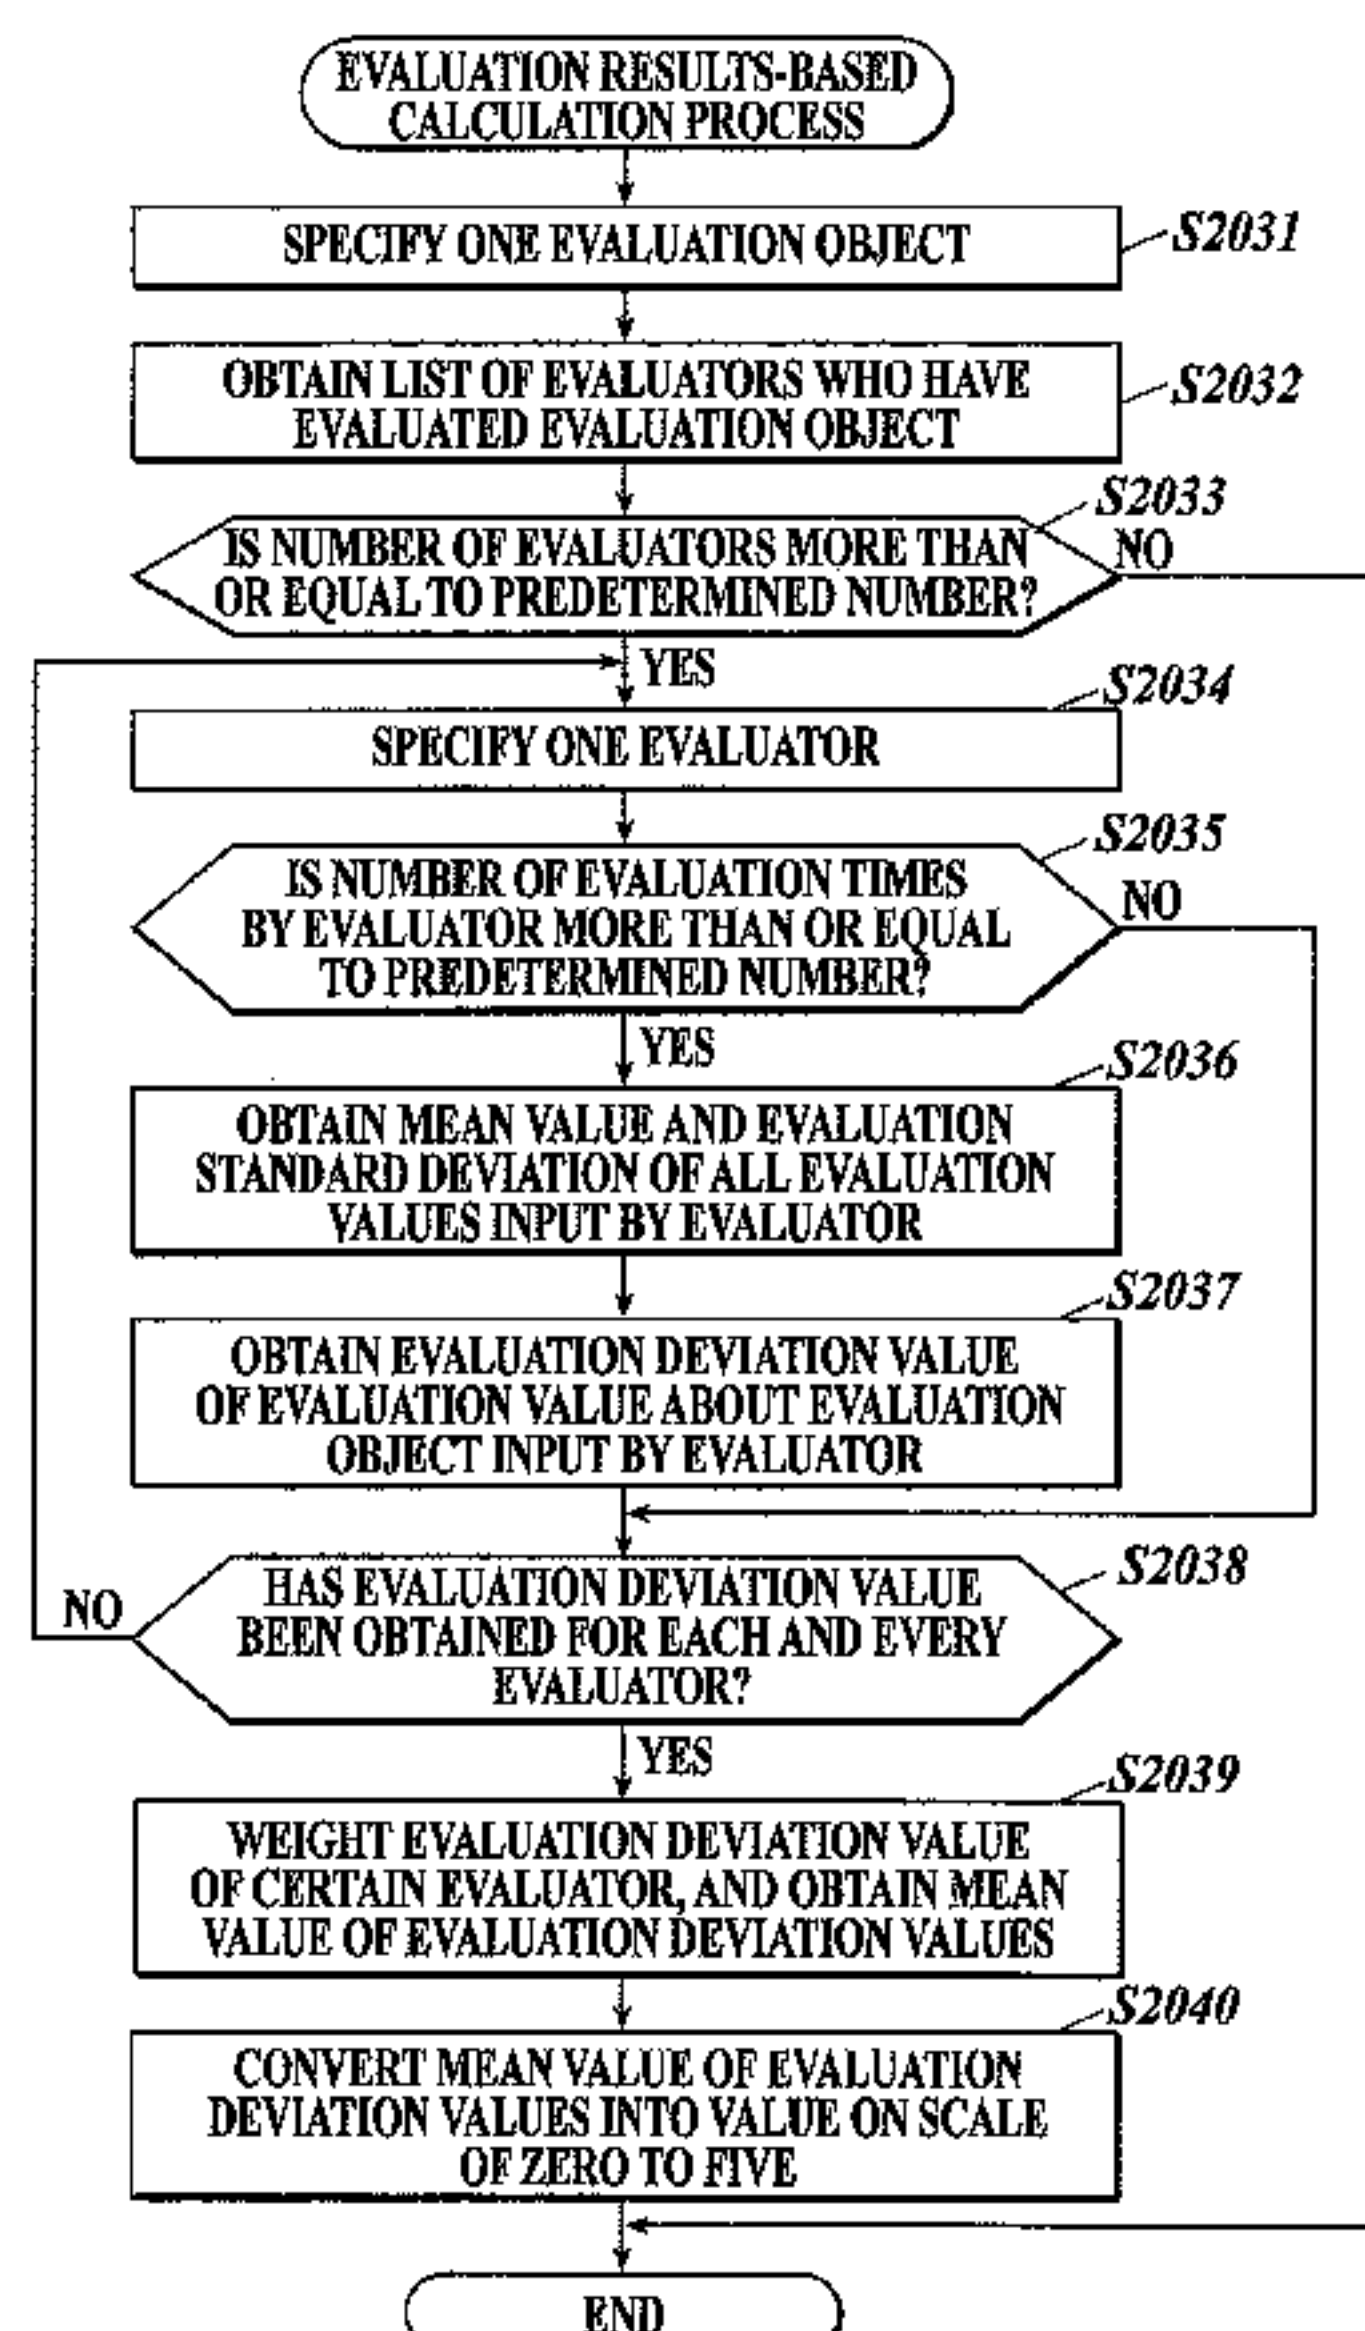 EVALUATION RESULTS-BASED
CALCULATION PROCESS
SPECIFY ONE EVALUATION OBJECT
S2031
OBTAIN LIST OF EVALUATORS WHO HAVE
EVALUATED EVALUATION OBJECT
S2032
S2033
IS NUMBER OF EVALUATORS MORE THAN
OR EQUAL TO PREDETERMINED NUMBER?
NO
YES
S2034
SPECIFY ONE EVALUATOR
S2035
IS NUMBER OF EVALUATION TIMES
BY EVALUATOR MORE THAN OR EQUAL
TO PREDETERMINED NUMBER?
NO
YES
S2036
OBTAIN MEAN VALUE AND EVALUATION
STANDARD DEVIATION OF ALL EVALUATION
VALUES INPUT BY EVALUATOR
S2037
OBTAIN EVALUATION DEVIATION VALUE
OF EVALUATION VALUE ABOUT EVALUATION
OBJECT INPUT BY EVALUATOR
S2038
HAS EVALUATION DEVIATION VALUE
BEEN OBTAINED FOR EACH AND EVERY
EVALUATOR?
NO
YES
S2039
WEIGHT EVALUATION DEVIATION VALUE
OF CERTAIN EVALUATOR, AND OBTAIN MEAN
VALUE OF EVALUATION DEVIATION VALUES
S2040
CONVERT MEAN VALUE OF EVALUATION
DEVIATION VALUES INTO VALUE ON SCALE
OF ZERO TO FIVE
END